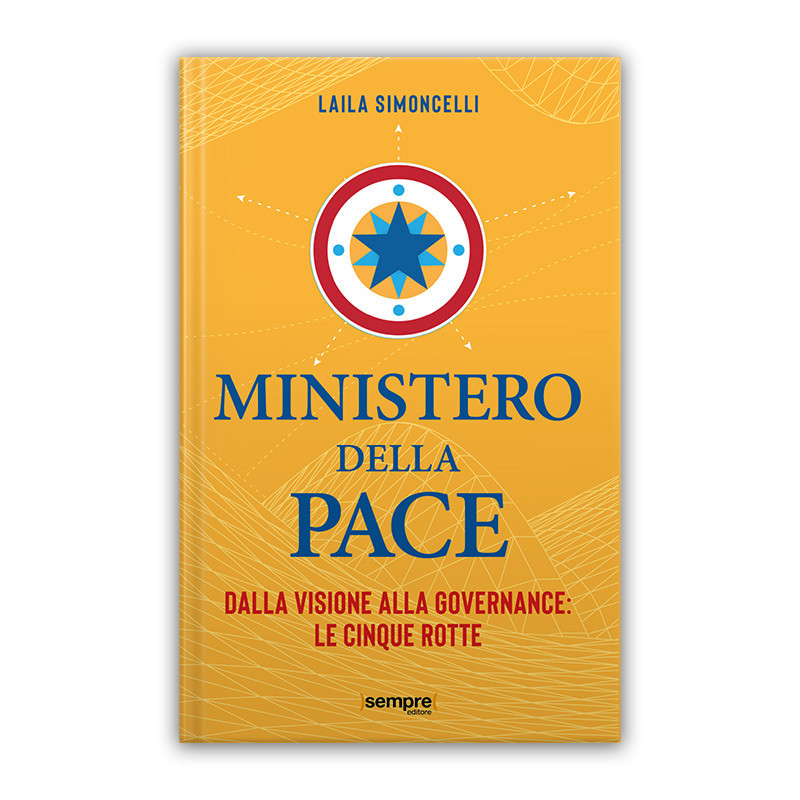 LAILA SIMONCELLI
MINISTERO
DELLA
PACE
DALLA VISIONE ALLA GOVERNANCE:
LE CINQUE ROTTE
)sempre(
editore